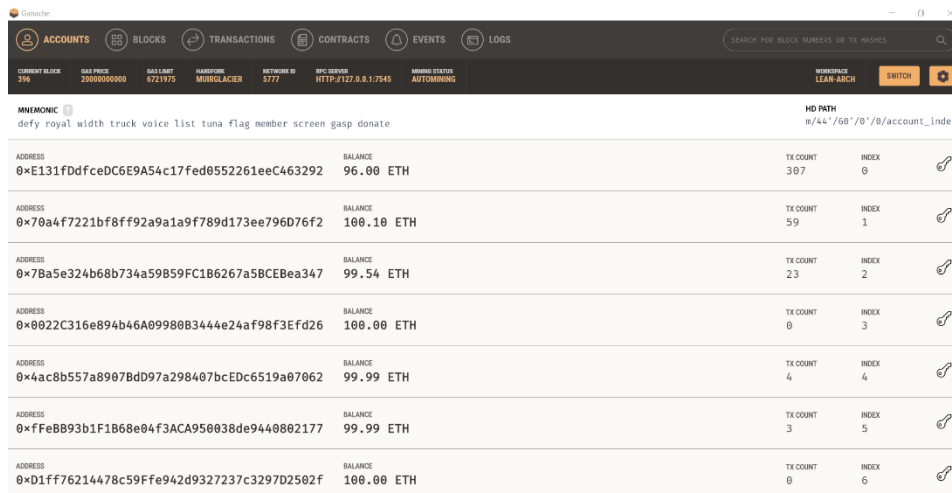 Ganache
ACCOUNTS BLOCKS TRANSACTIONS CONTRACTS EVENTS LOGS SEARCH FOR BLOCK NUMBERS OR TX HASHES
CURRENT BLOCK GAS PRICE GAS LIMIT HARDFORK NETWORK ID RPC SERVER MINING STATUS WORKSPACE
396 20000000000 6721975 MUIRGLACIER 5777 HTTP://127.0.0.1:7545 AUTOMINING LEAN-ARCH SWITCH
MNEMONIC ? HD PATH
defy royal width truck voice list tuna flag member screen gasp donate m/44'/60'/0'/0/account_inde
ADDRESS BALANCE TX COUNT INDEX
0×E131fDdfceDC6E9A54c17fed0552261eeC463292 96.00 ETH 307 0
ADDRESS BALANCE TX COUNT INDEX
0×70a4f7221bf8ff92a9a1a9f789d173ee796D76f2 100.10 ETH 59 1
ADDRESS BALANCE TX COUNT INDEX
0×7Ba5e324b68b734a59B59FC1B6267a5BCEBea347 99.54 ETH 23 2
ADDRESS BALANCE TX COUNT INDEX
0×0022C316e894b46A09980B3444e24af98f3Efd26 100.00 ETH 0 3
ADDRESS BALANCE TX COUNT INDEX
0×4ac8b557a8907BdD97a298407bcEDc6519a07062 99.99 ETH 4 4
ADDRESS BALANCE TX COUNT INDEX
0×fFeBB93b1F1B68e04f3ACA950038de9440802177 99.99 ETH 3 5
ADDRESS BALANCE TX COUNT INDEX
0×D1ff76214478c59Ffe942d9327237c3297D2502f 100.00 ETH 0 6